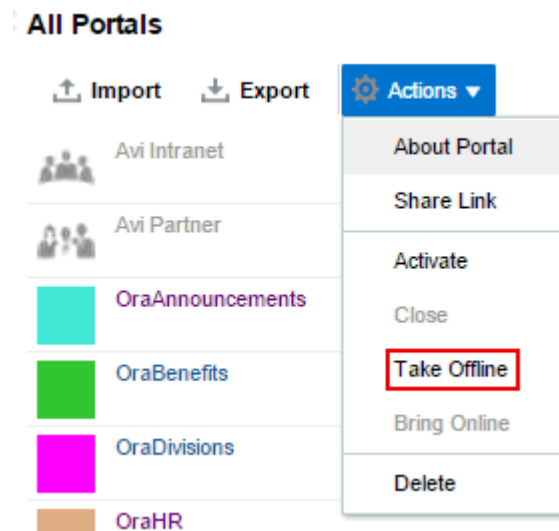 All Portals
Import Export Actions
Avi Intranet
Avi Partner
OraAnnouncements
OraBenefits
OraDivisions
OraHR
About Portal
Share Link
Activate
Close
Take Offline
Bring Online
Delete